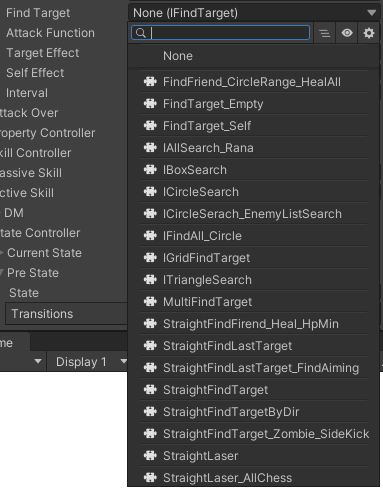 Find Target
None (IFindTarget)
Attack Function
Target Effect
None
Self Effect
FindFriend_CircleRange_HealAll
Interval
FindTarget_Empty
ttack Over
FindTarget_Self
roperty Controller
IAllSearch_Rana
kill Controller
IBoxSearch
assive Skill
ICircleSearch
ctive Skill
ICircleSerach_EnemyListSearch
DM
IFindAll_Circle
tate Controller
IGridFindTarget
Current State
ITriangleSearch
Pre State
MultiFindTarget
State
Transitions
StraightFindFirend_Heal_HpMin
StraightFindLastTarget
me
Display 1
StraightFindLastTarget_FindAiming
StraightFindTarget
StraightFindTargetByDir
StraightFindTarget_Zombie_SideKick
StraightLaser
StraightLaser_AllChess